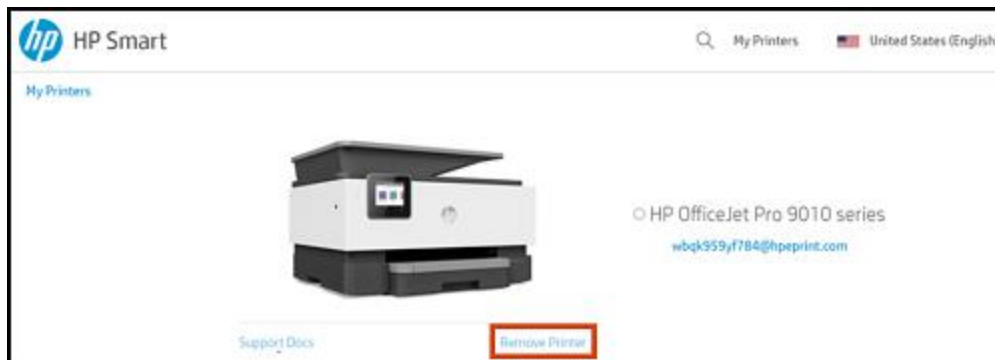 hp HP Smart
My Printers
United States (English
My Printers
HP OfficeJet Pro 9010 series
wbqk959yf784@hpeprint.com
Support Docs
Remove Printer